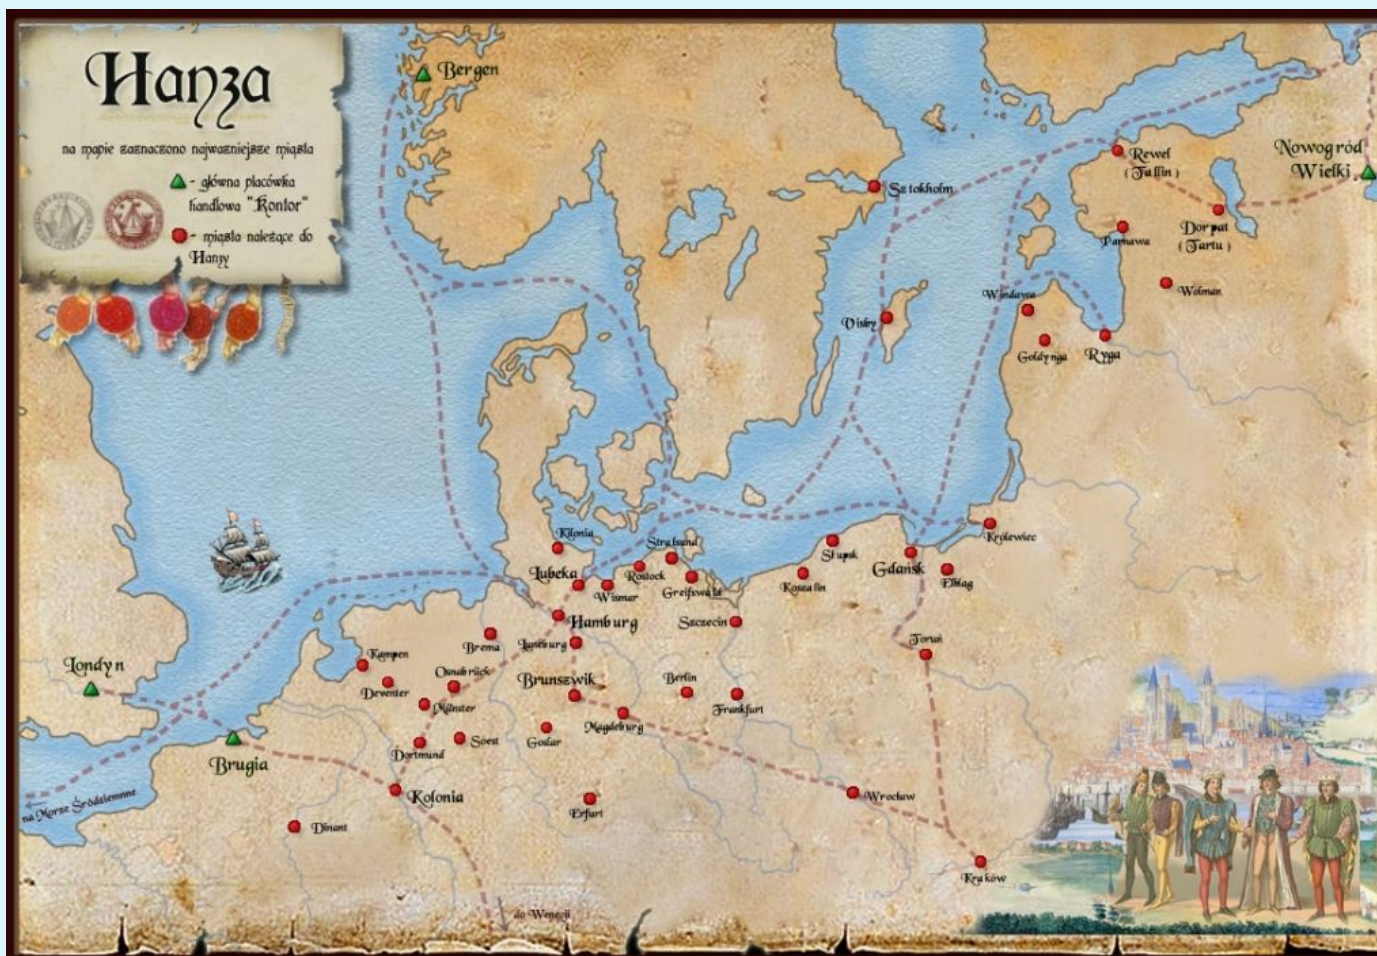 Hanza
na mapie zaznaczono najważniejsze miasta
- główna placówka
handlowa "Kontor"
- miasta należące do
Hanzy
Bergen
Nowogród
Wielki
Rewel
( Tallin )
Sztokholm
Dorpat
( Tartu )
Parnawa
Wolmar
Windawa
Visby
Goldynga
Ryga
Królewiec
Kilonia
Stralsund
Słupsk
Gdańsk
Elbląg
Lubeka
Rostock
Wismar
Greifswald
Koszalin
Hamburg
Szczecin
Brema
Luneburg
Toruń
Kampen
Londyn
Osnabrück
Deventer
Brunszwik
Berlin
Münster
Frankfurt
Magdeburg
Goslar
Soest
Dortmund
Brugia
Kolonia
Wrocław
na Morze Śródziemne
Erfurt
Dinant
Kraków
do Wenecji